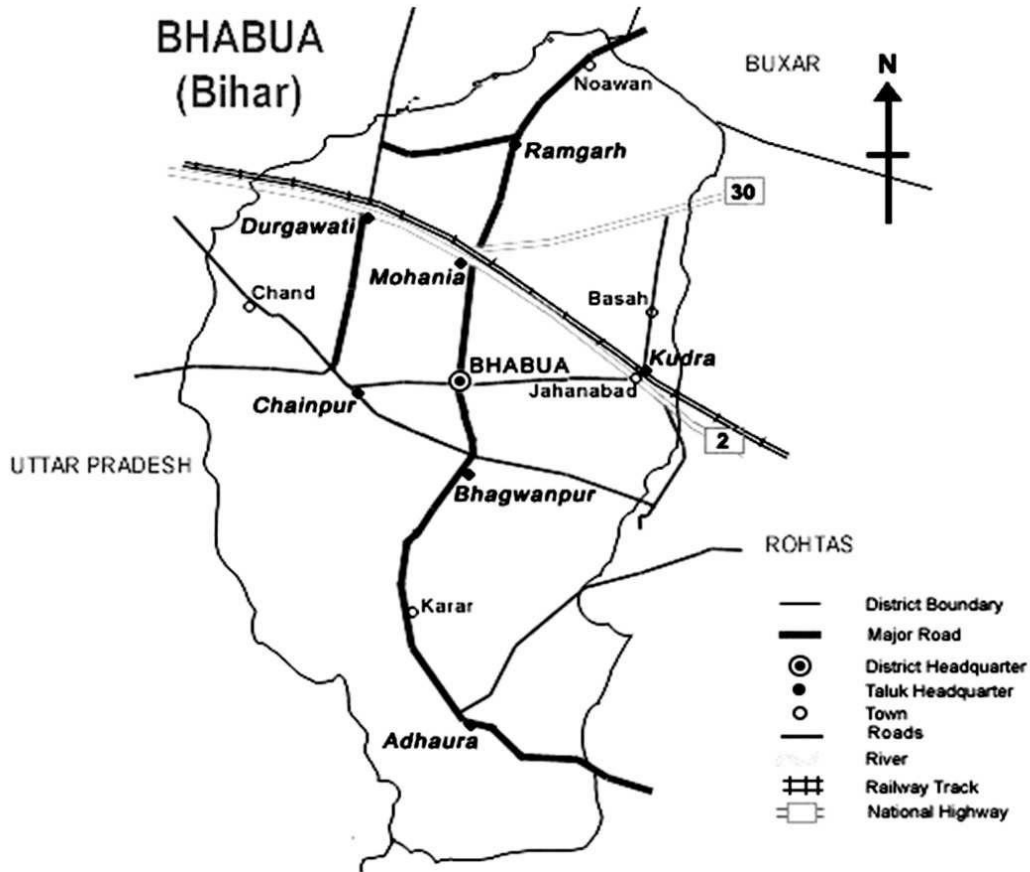 BHABUA
(Bihar)
BUXAR
N
Noawan
Ramgarh
30
Durgawati
Mohania
Chand
Basah
BHABUA
Kudra
Jahanabad
Chainpur
2
UTTAR PRADESH
Bhagwanpur
ROHTAS
Karar
Adhaura
District Boundary
Major Road
District Headquarter
Taluk Headquarter
Town
Roads
River
Railway Track
National Highway